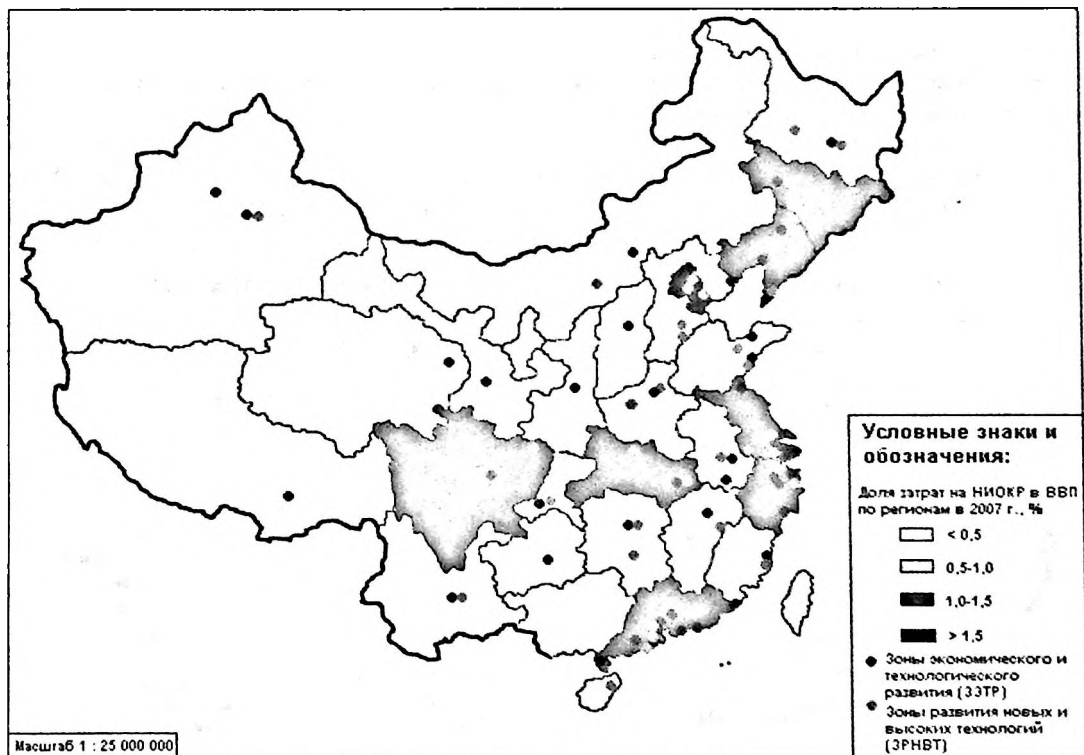 Условные знаки и
обозначения:
Доля затрат на НИОКР в ВВП
по регионам в 2007 г., %
< 0,5
0,5-1,0
1,0-1,5
> 1,5
Зоны экономического и
технологического
развития (ЗЭТР)
Зоны развития новых и
высоких технологий
(ЗРНВТ)
Масштаб 1 : 25 000 000